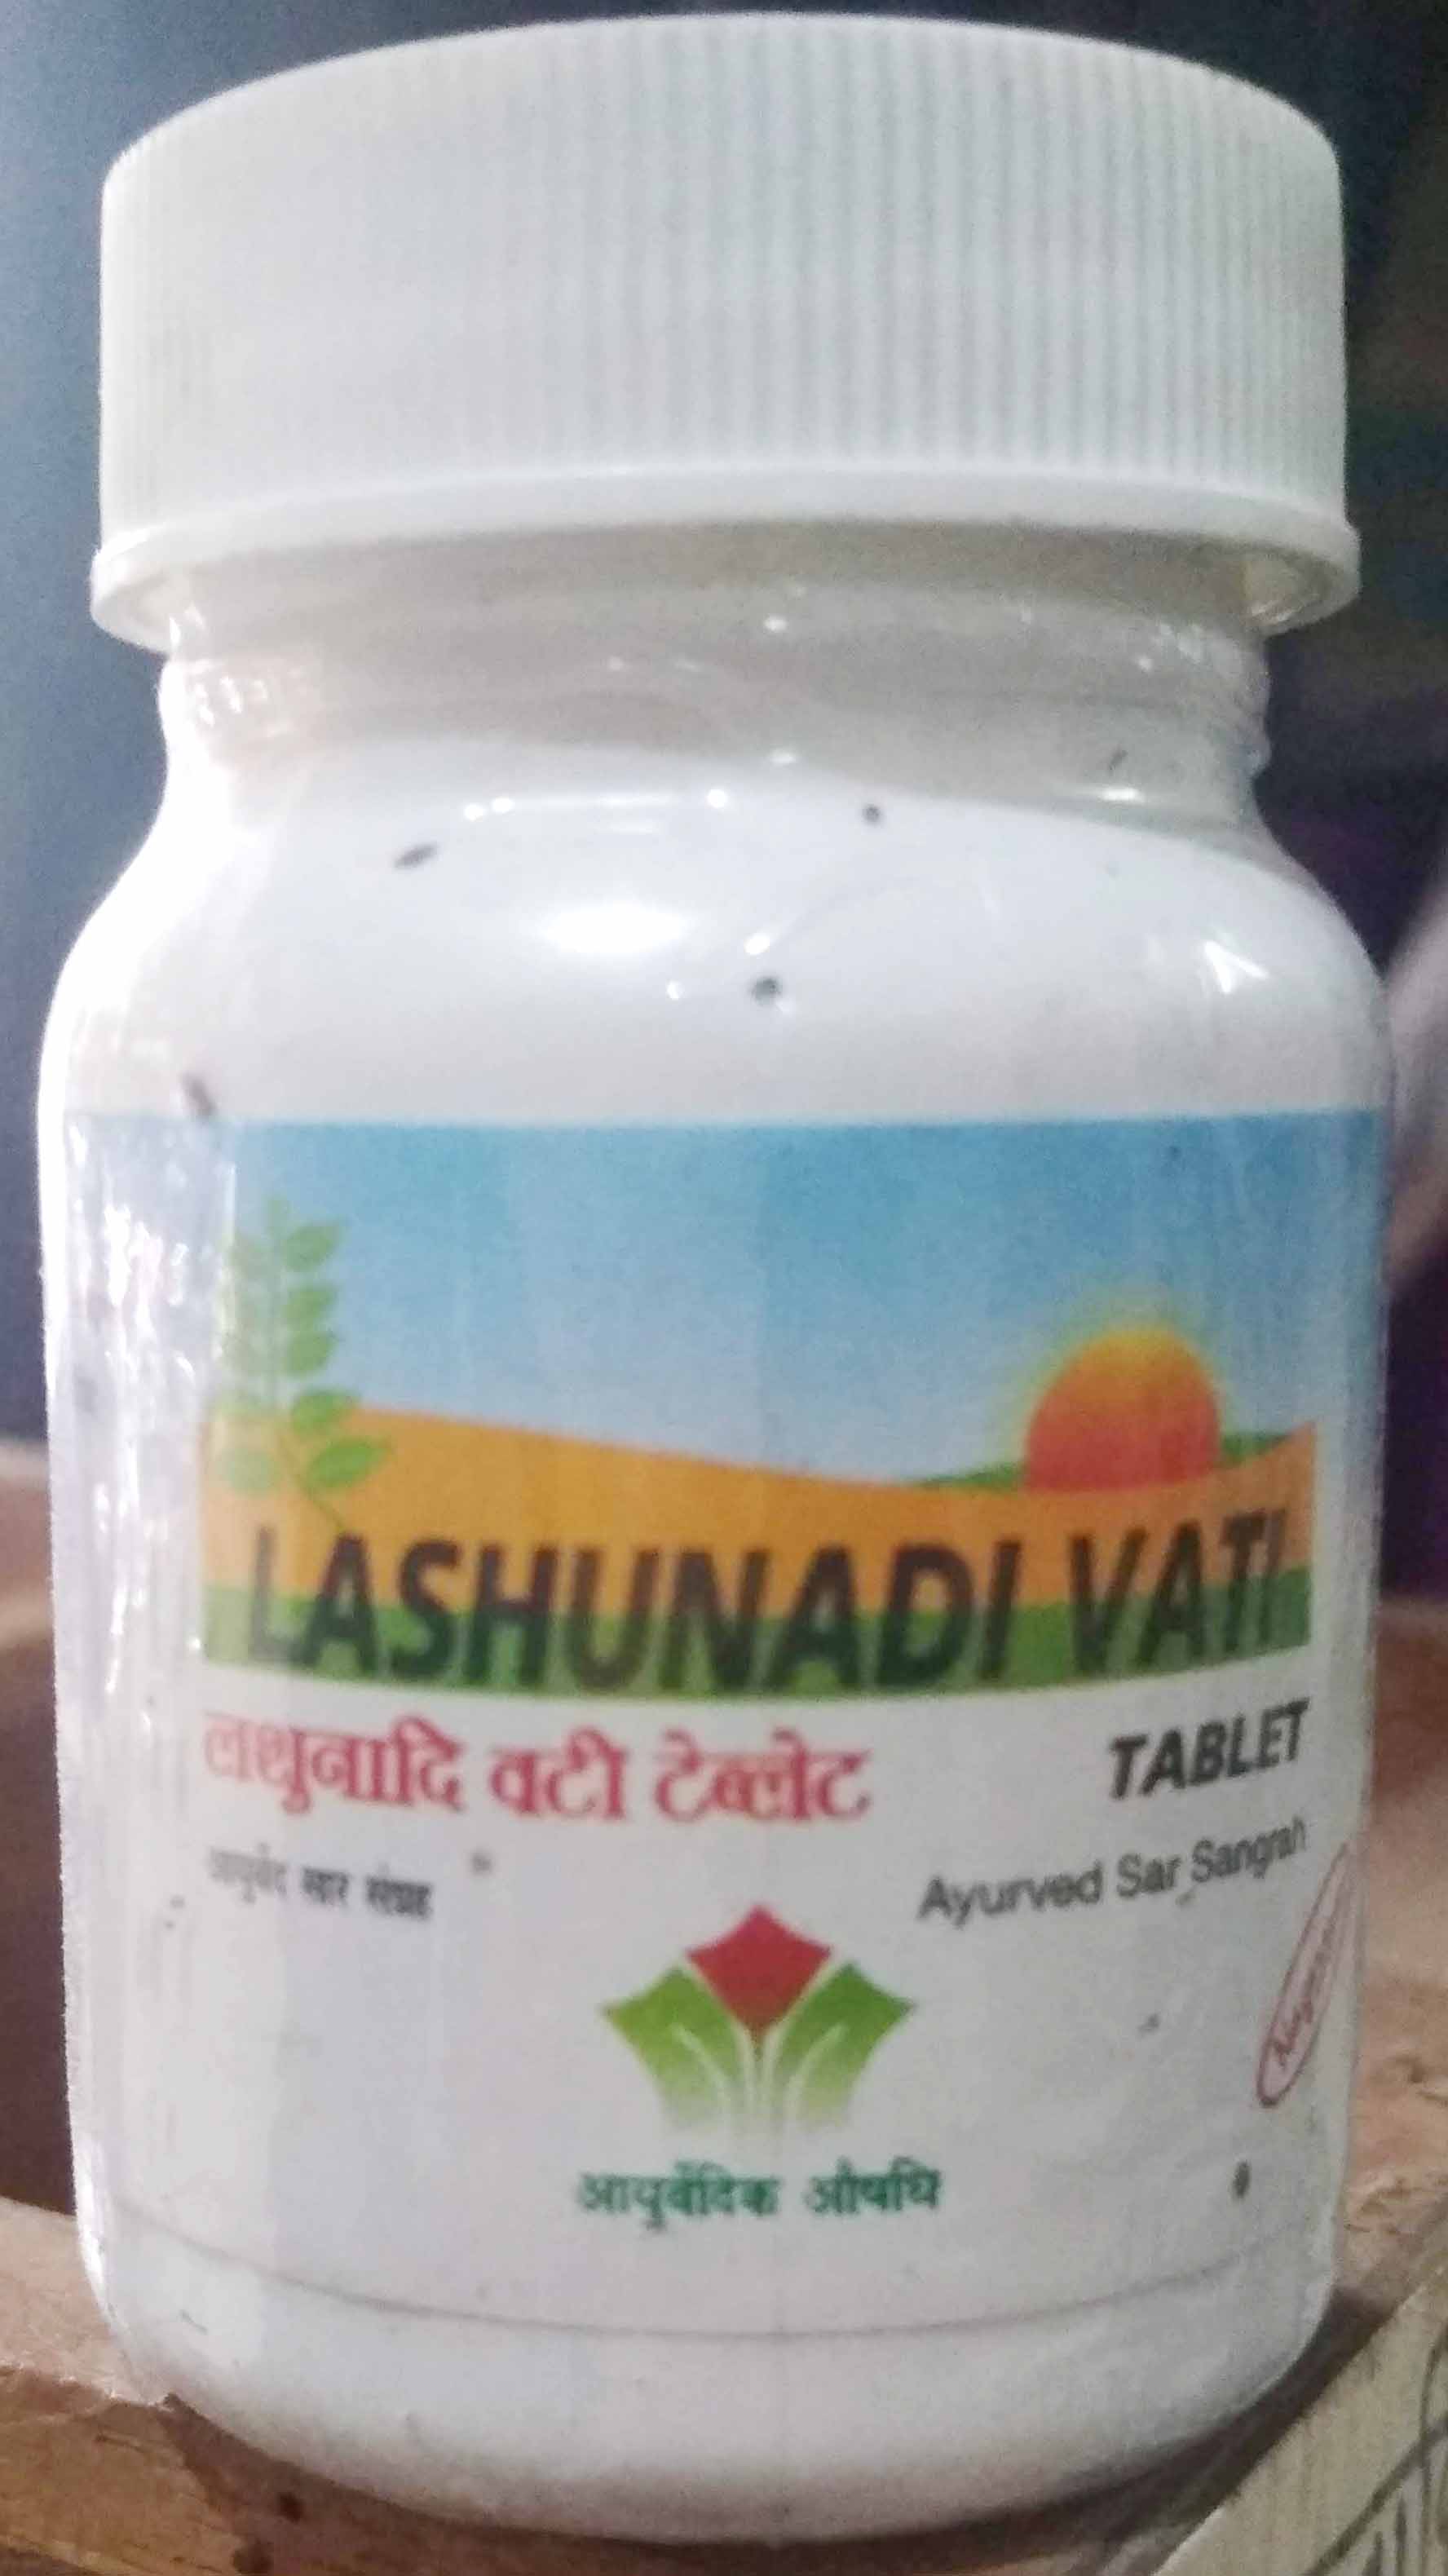 LASHUNADI VATI
लशुनादि वटी टेब्लेट
TABLET
आयुर्वेद सार संग्रह
Ayurved Sar Sangrah
आयुर्वेदिक औषधि